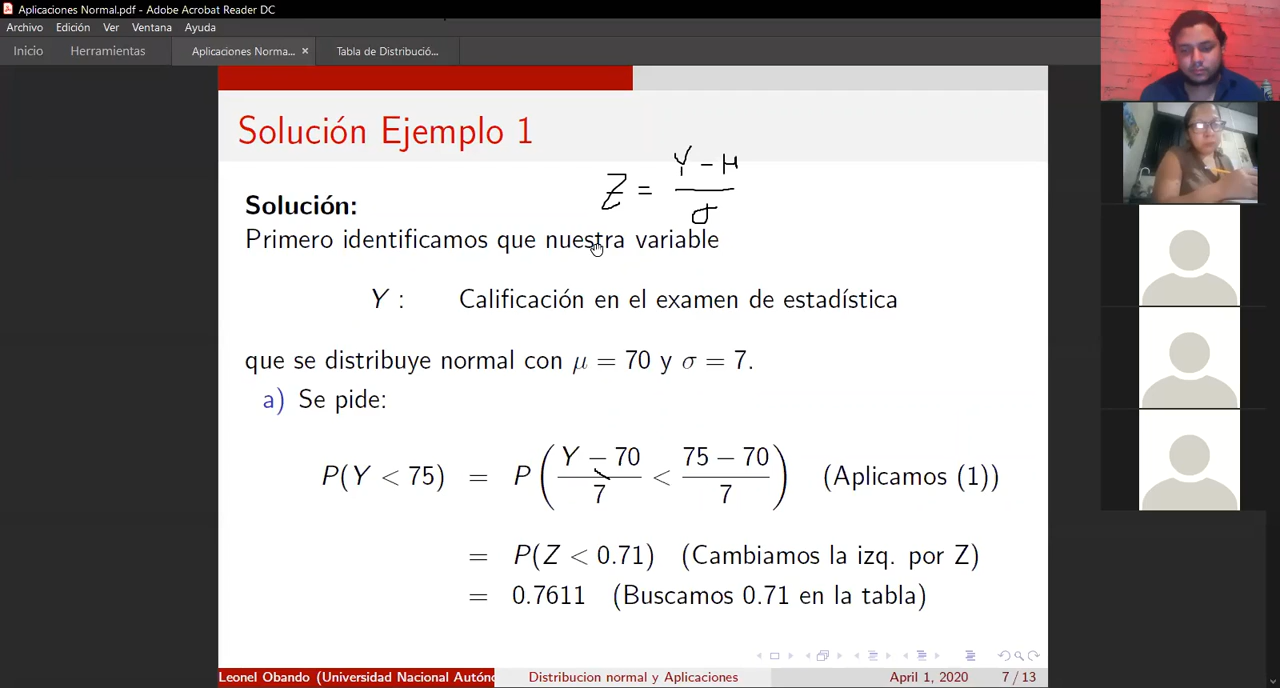 Aplicaciones Normal.pdf - Adobe Acrobat Reader DC
Archivo Edición Ver Ventana Ayuda
Inicio Herramientas Aplicaciones Norma... × Tabla de Distribució...
Solución Ejemplo 1
Z = (Y - μ) / σ
Solución:
Primero identificamos que nuestra variable
Y : Calificación en el examen de estadística
que se distribuye normal con μ = 70 y σ = 7.
a) Se pide:
P(Y < 75) = P((Y − 70) / 7 < (75 − 70) / 7) (Aplicamos (1))
= P(Z < 0.71) (Cambiamos la izq. por Z)
= 0.7611 (Buscamos 0.71 en la tabla)
Leonel Obando (Universidad Nacional Autóno Distribucion normal y Aplicaciones April 1, 2020 7 / 13